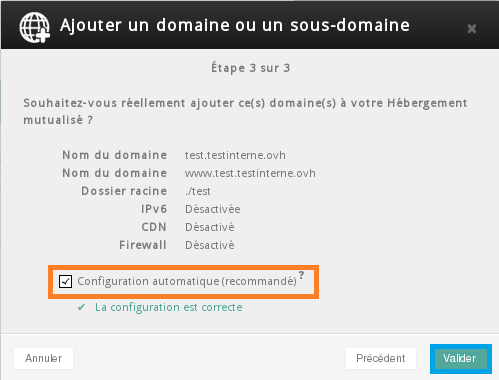 Ajouter un domaine ou un sous-domaine
Étape 3 sur 3
Souhaitez-vous réellement ajouter ce(s) domaine(s) à votre Hébergement
mutualisé ?
Nom du domaine test.testinterne.ovh
Nom du domaine www.test.testinterne.ovh
Dossier racine ./test
IPv6 Désactivée
CDN Désactivé
Firewall Désactivé
Configuration automatique (recommandé) ?
La configuration est correcte
Annuler Précédent Valider